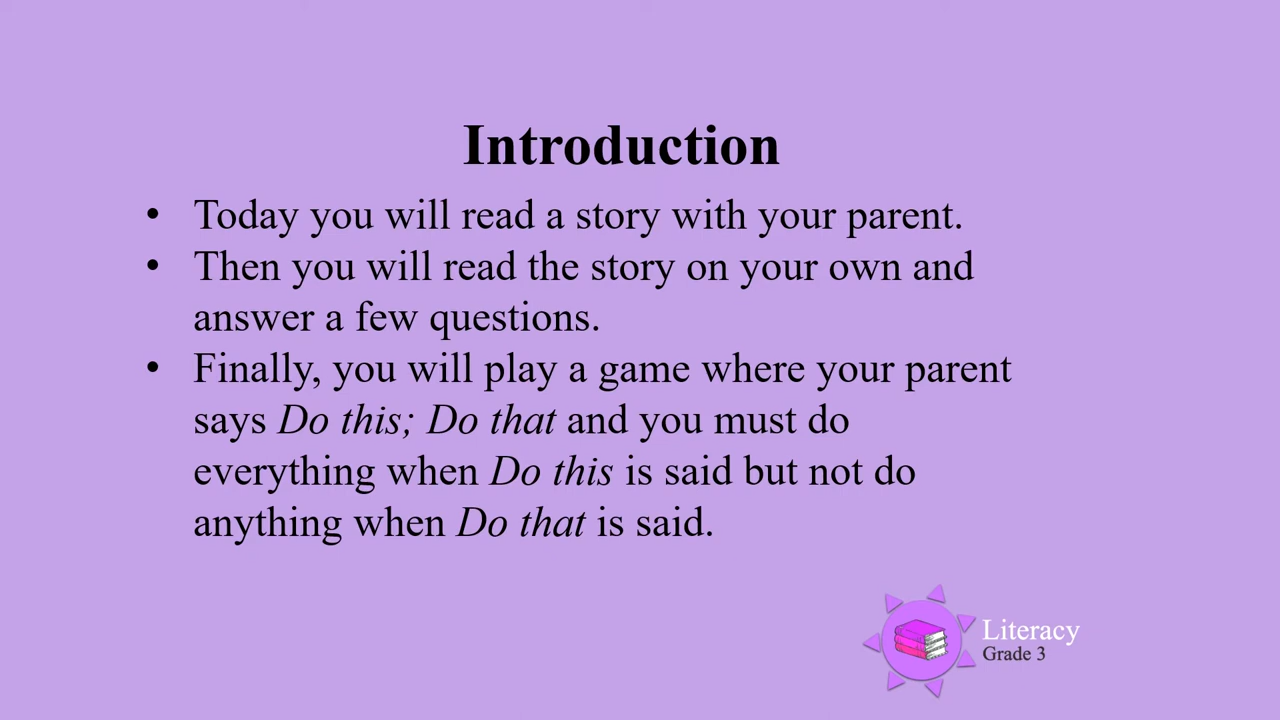 Introduction
• Today you will read a story with your parent.
• Then you will read the story on your own and
answer a few questions.
• Finally, you will play a game where your parent
says Do this; Do that and you must do
everything when Do this is said but not do
anything when Do that is said.
Literacy
Grade 3